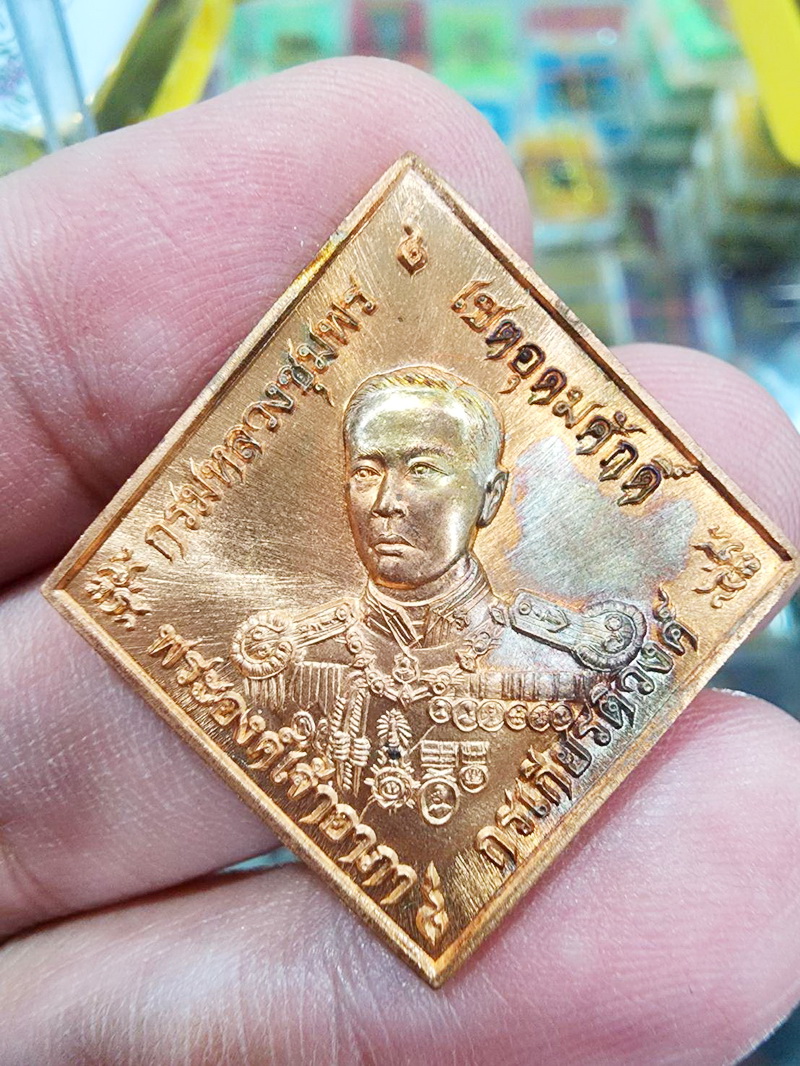 กรมหลวงชุมพร
เขตอุดมศักดิ์
พระองค์เจ้าอาภา
กรเกียรติวงศ์